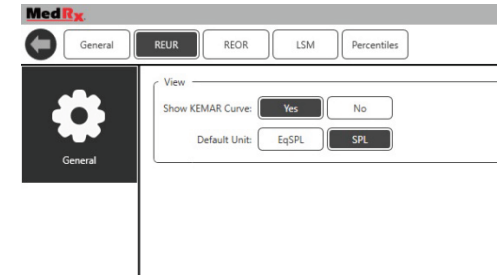 MedRx
General REUR REOR LSM Percentiles
View
Show KEMAR Curve: Yes No
Default Unit: EqSPL SPL
General